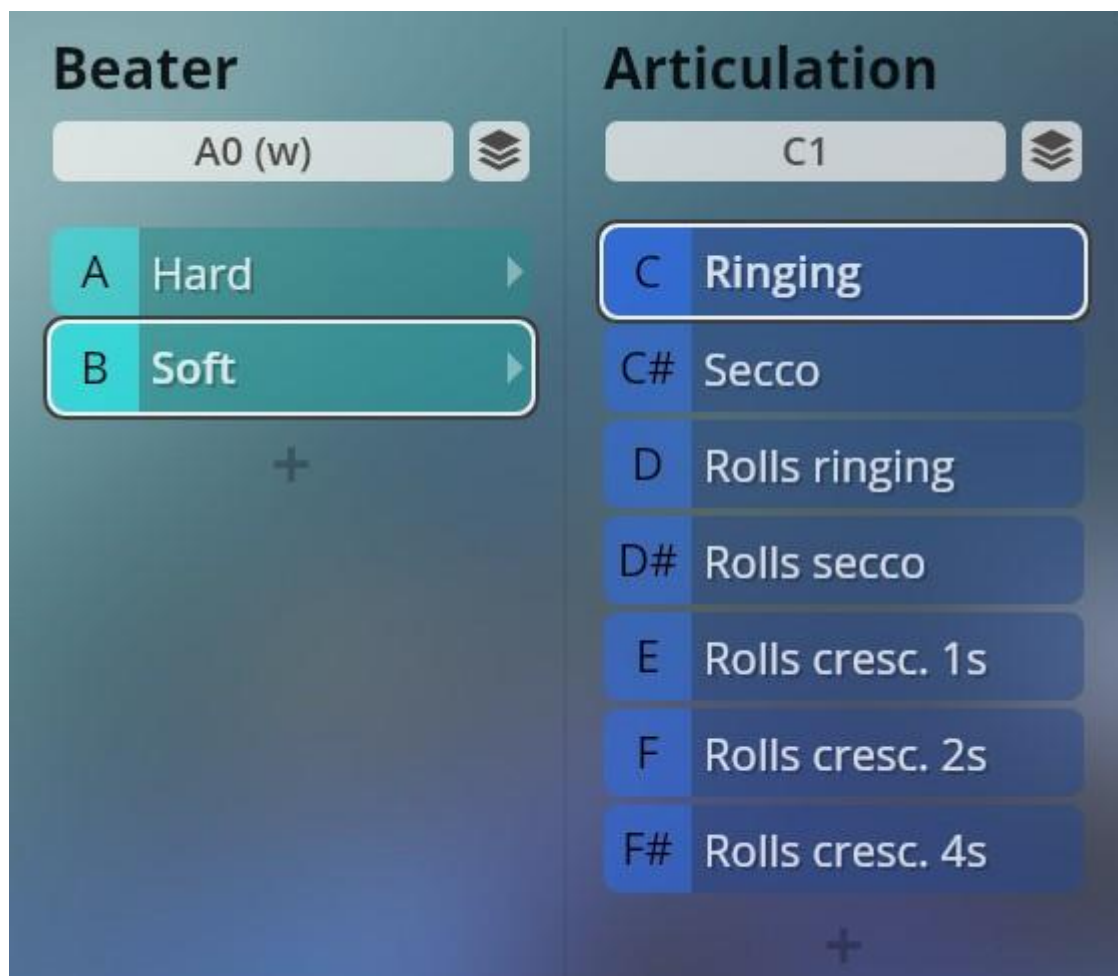 Beater
A0 (w)
A Hard
B Soft
+
Articulation
C1
C Ringing
C# Secco
D Rolls ringing
D# Rolls secco
E Rolls cresc. 1s
F Rolls cresc. 2s
F# Rolls cresc. 4s
+